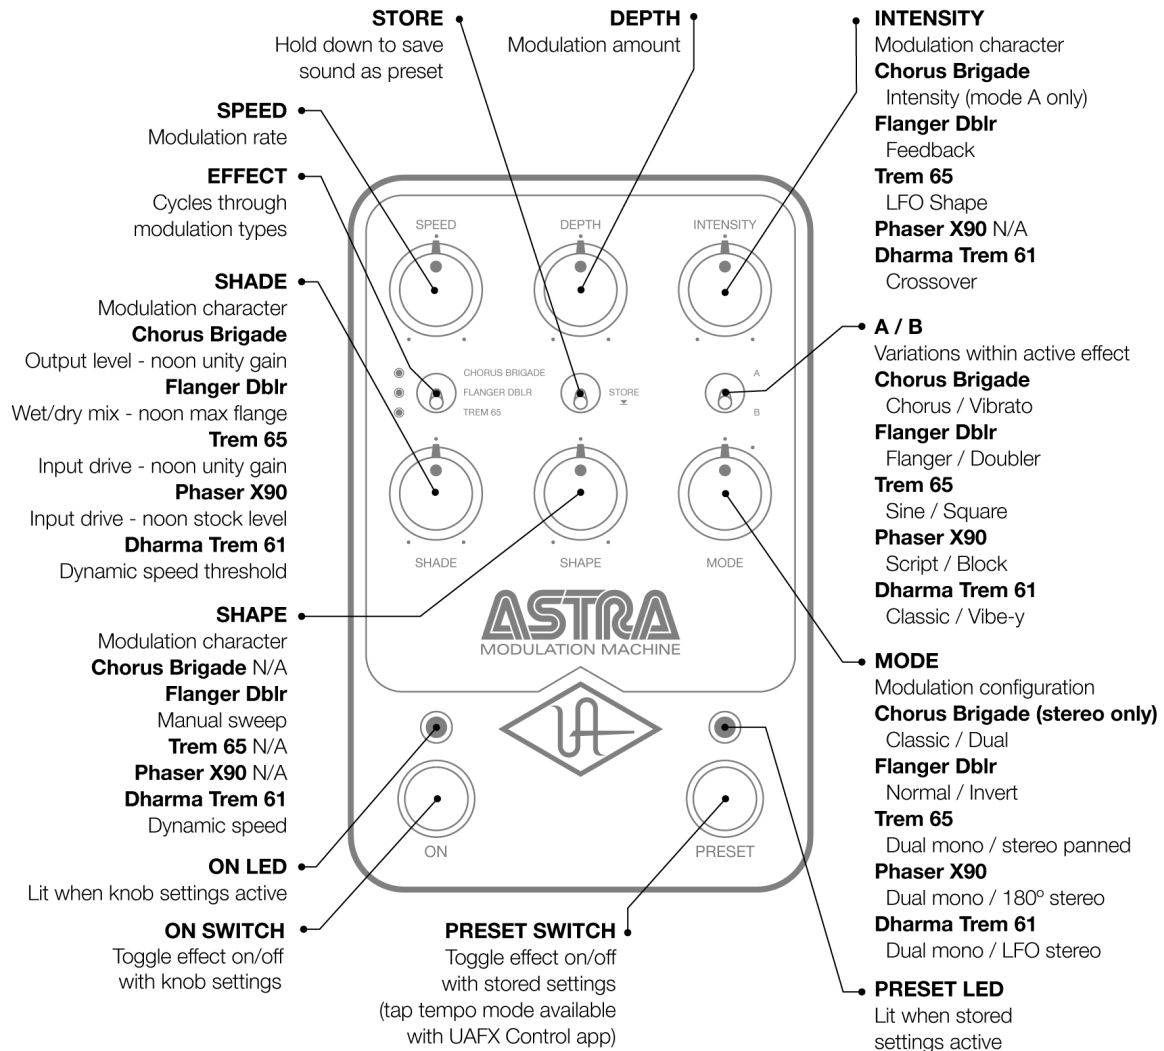 STORE
Hold down to save
sound as preset
DEPTH
Modulation amount
SPEED
Modulation rate
EFFECT
Cycles through
modulation types
SHADE
Modulation character
Chorus Brigade
Output level - noon unity gain
Flanger Dblr
Wet/dry mix - noon max flange
Trem 65
Input drive - noon unity gain
Phaser X90
Input drive - noon stock level
Dharma Trem 61
Dynamic speed threshold
SHAPE
Modulation character
Chorus Brigade N/A
Flanger Dblr
Manual sweep
Trem 65 N/A
Phaser X90 N/A
Dharma Trem 61
Dynamic speed
ON LED
Lit when knob settings active
ON SWITCH
Toggle effect on/off
with knob settings
SPEED
DEPTH
INTENSITY
CHORUS BRIGADE
FLANGER DBLR
TREM 65
STORE
A
B
SHADE
SHAPE
MODE
ASTRA
MODULATION MACHINE
UA
ON
PRESET
PRESET SWITCH
Toggle effect on/off
with stored settings
(tap tempo mode available
with UAFX Control app)
INTENSITY
Modulation character
Chorus Brigade
Intensity (mode A only)
Flanger Dblr
Feedback
Trem 65
LFO Shape
Phaser X90 N/A
Dharma Trem 61
Crossover
A / B
Variations within active effect
Chorus Brigade
Chorus / Vibrato
Flanger Dblr
Flanger / Doubler
Trem 65
Sine / Square
Phaser X90
Script / Block
Dharma Trem 61
Classic / Vibe-y
MODE
Modulation configuration
Chorus Brigade (stereo only)
Classic / Dual
Flanger Dblr
Normal / Invert
Trem 65
Dual mono / stereo panned
Phaser X90
Dual mono / 180º stereo
Dharma Trem 61
Dual mono / LFO stereo
PRESET LED
Lit when stored
settings active